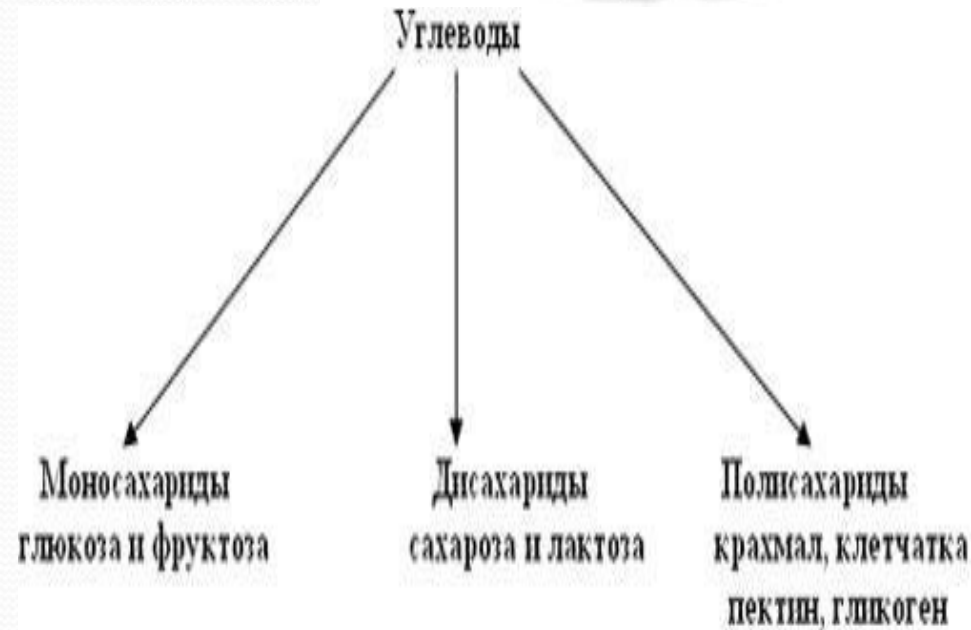 Углеводы
Моносахариды
глюкоза и фруктоза
Дисахариды
сахароза и лактоза
Полисахариды
крахмал, клетчатка
пектин, гликоген